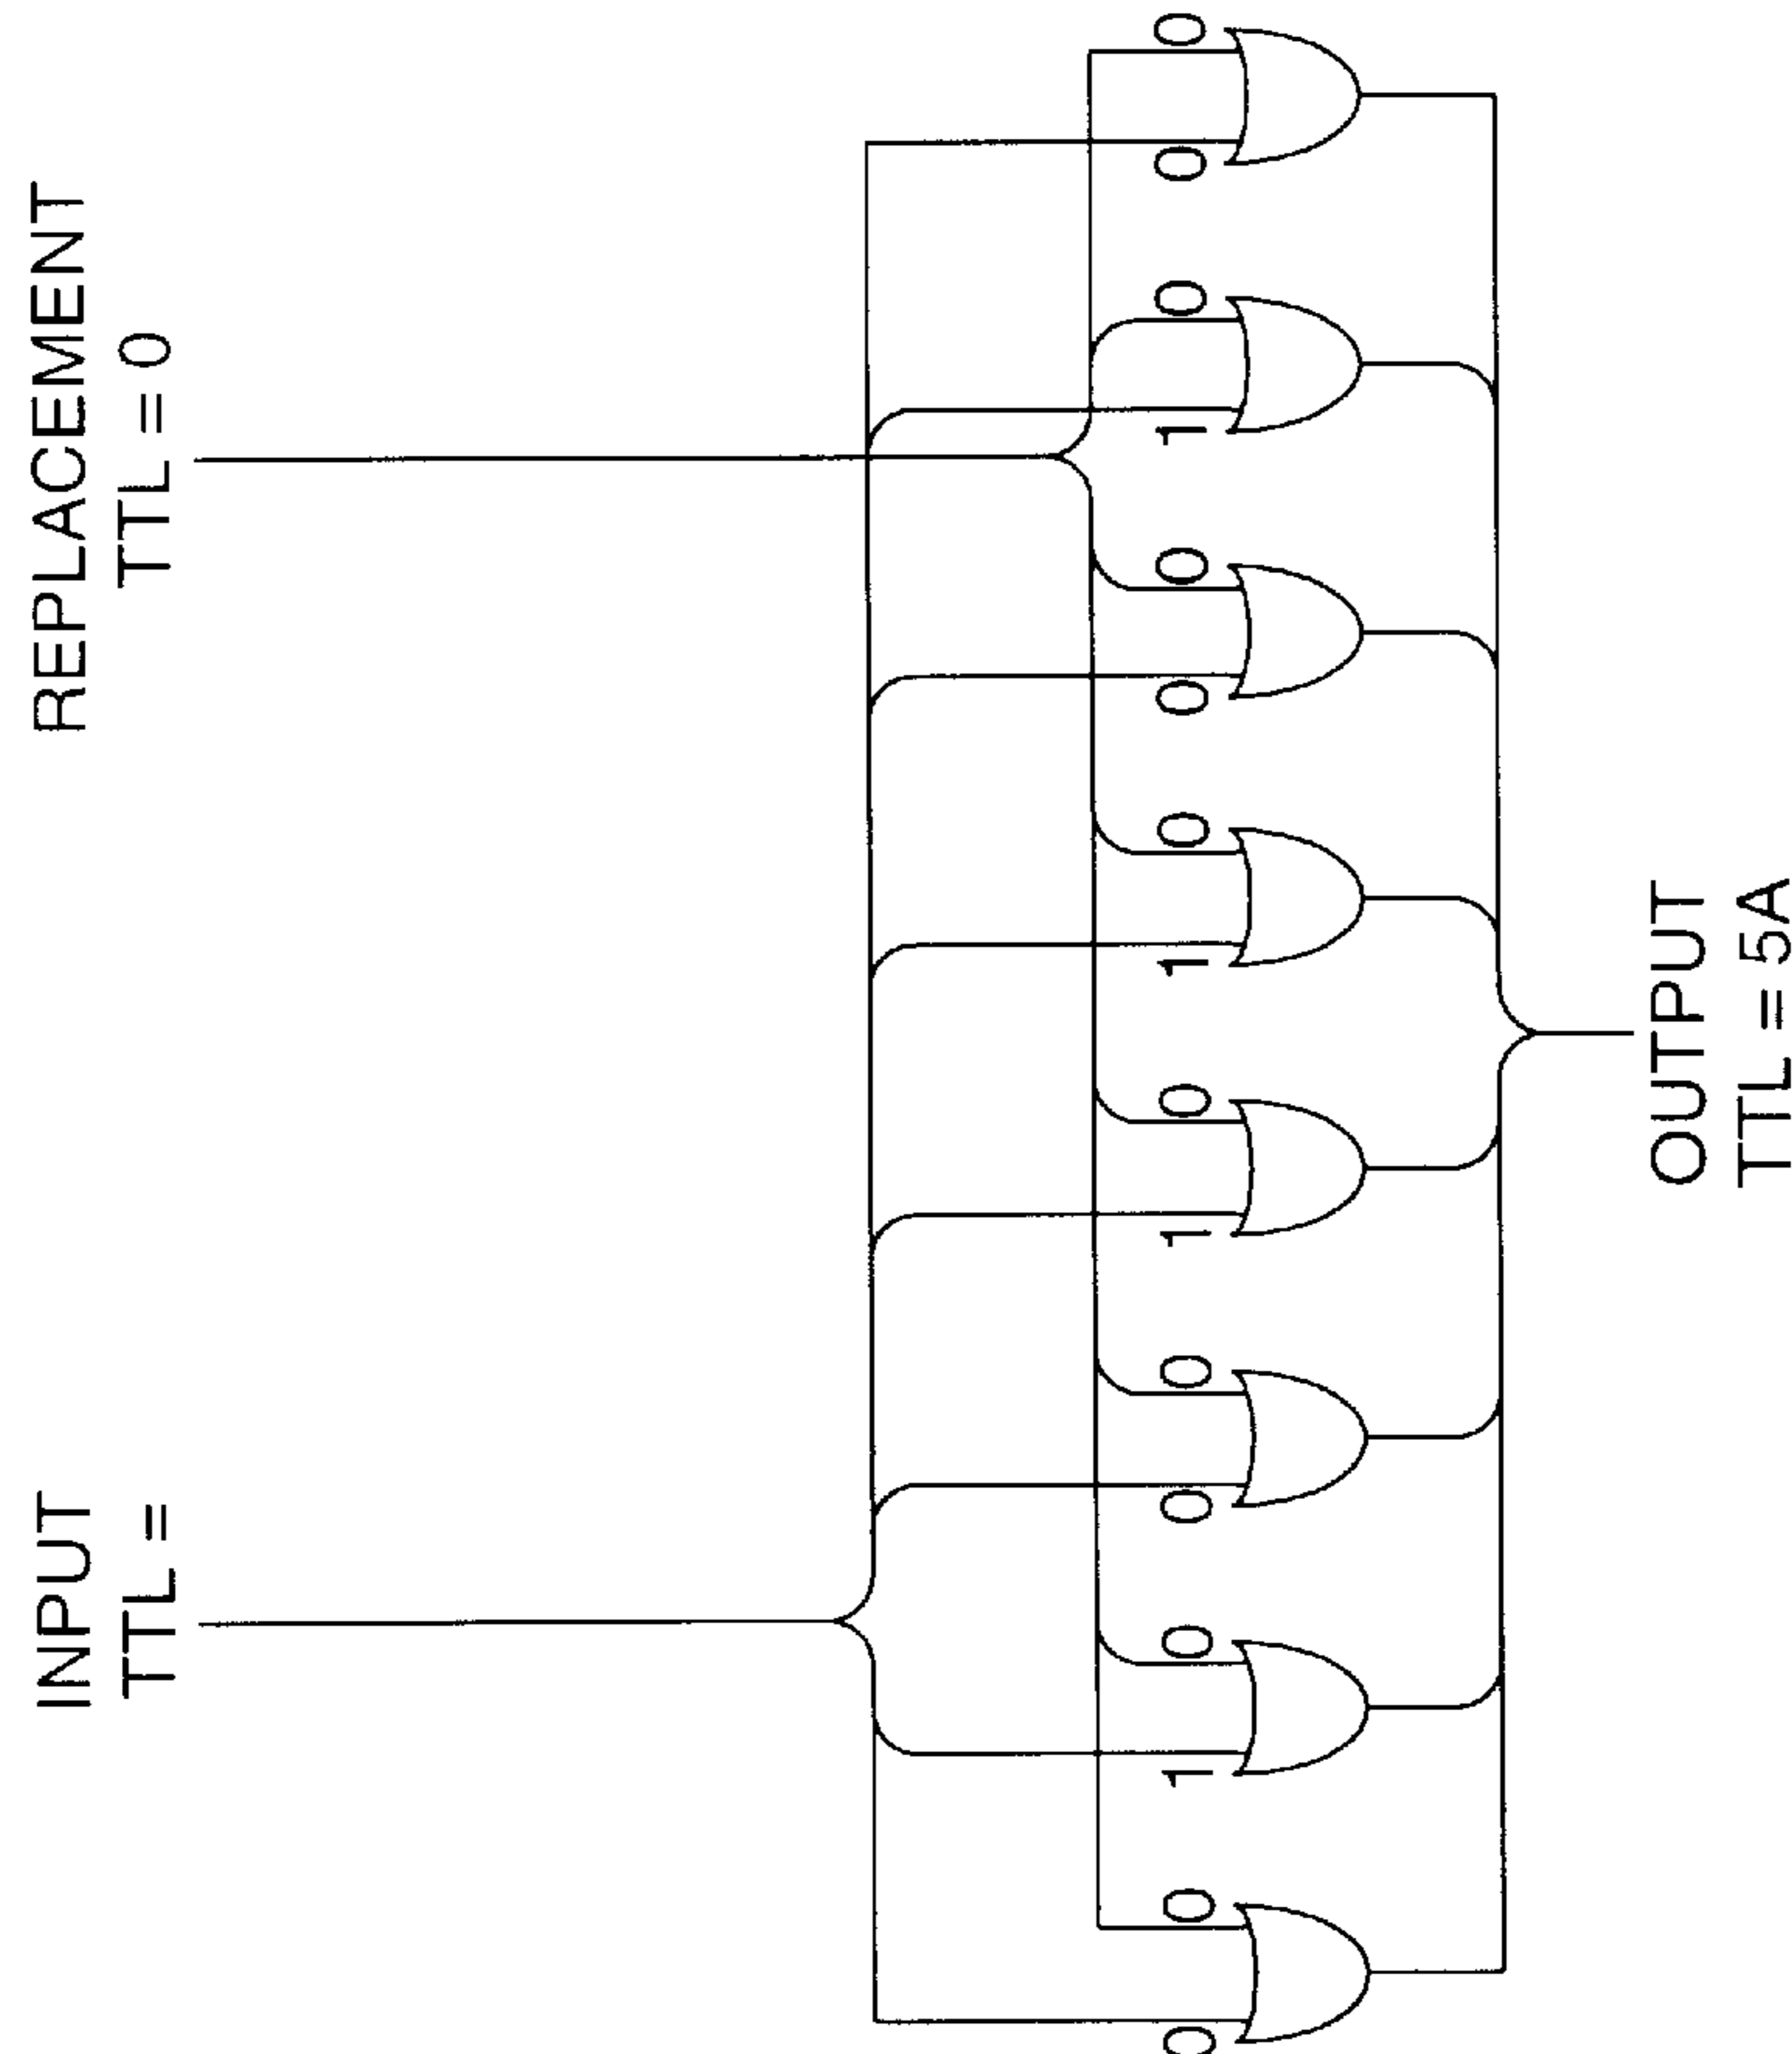 INPUT
TTL =
REPLACEMENT
TTL = 0
0 0 1 0 0 0 1 0 1 0 0 0 1 0 0 0
OUTPUT
TTL = 5A